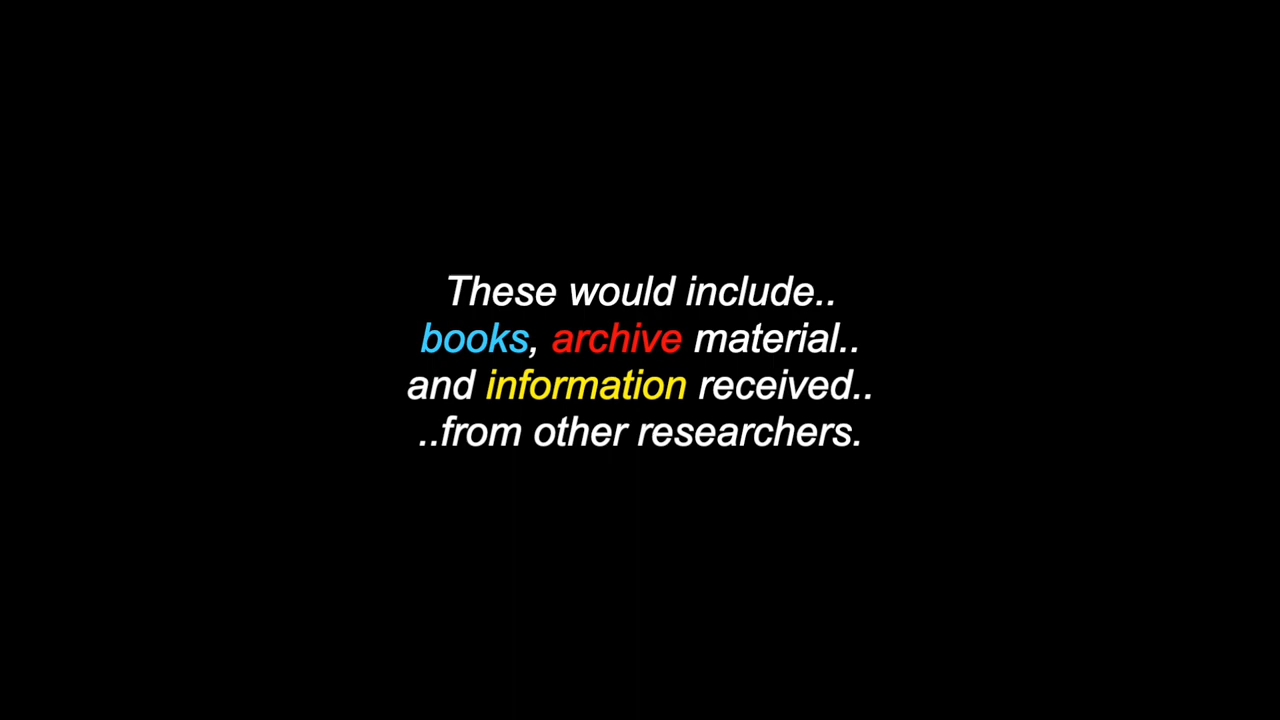 These would include..
books, archive material..
and information received..
..from other researchers.